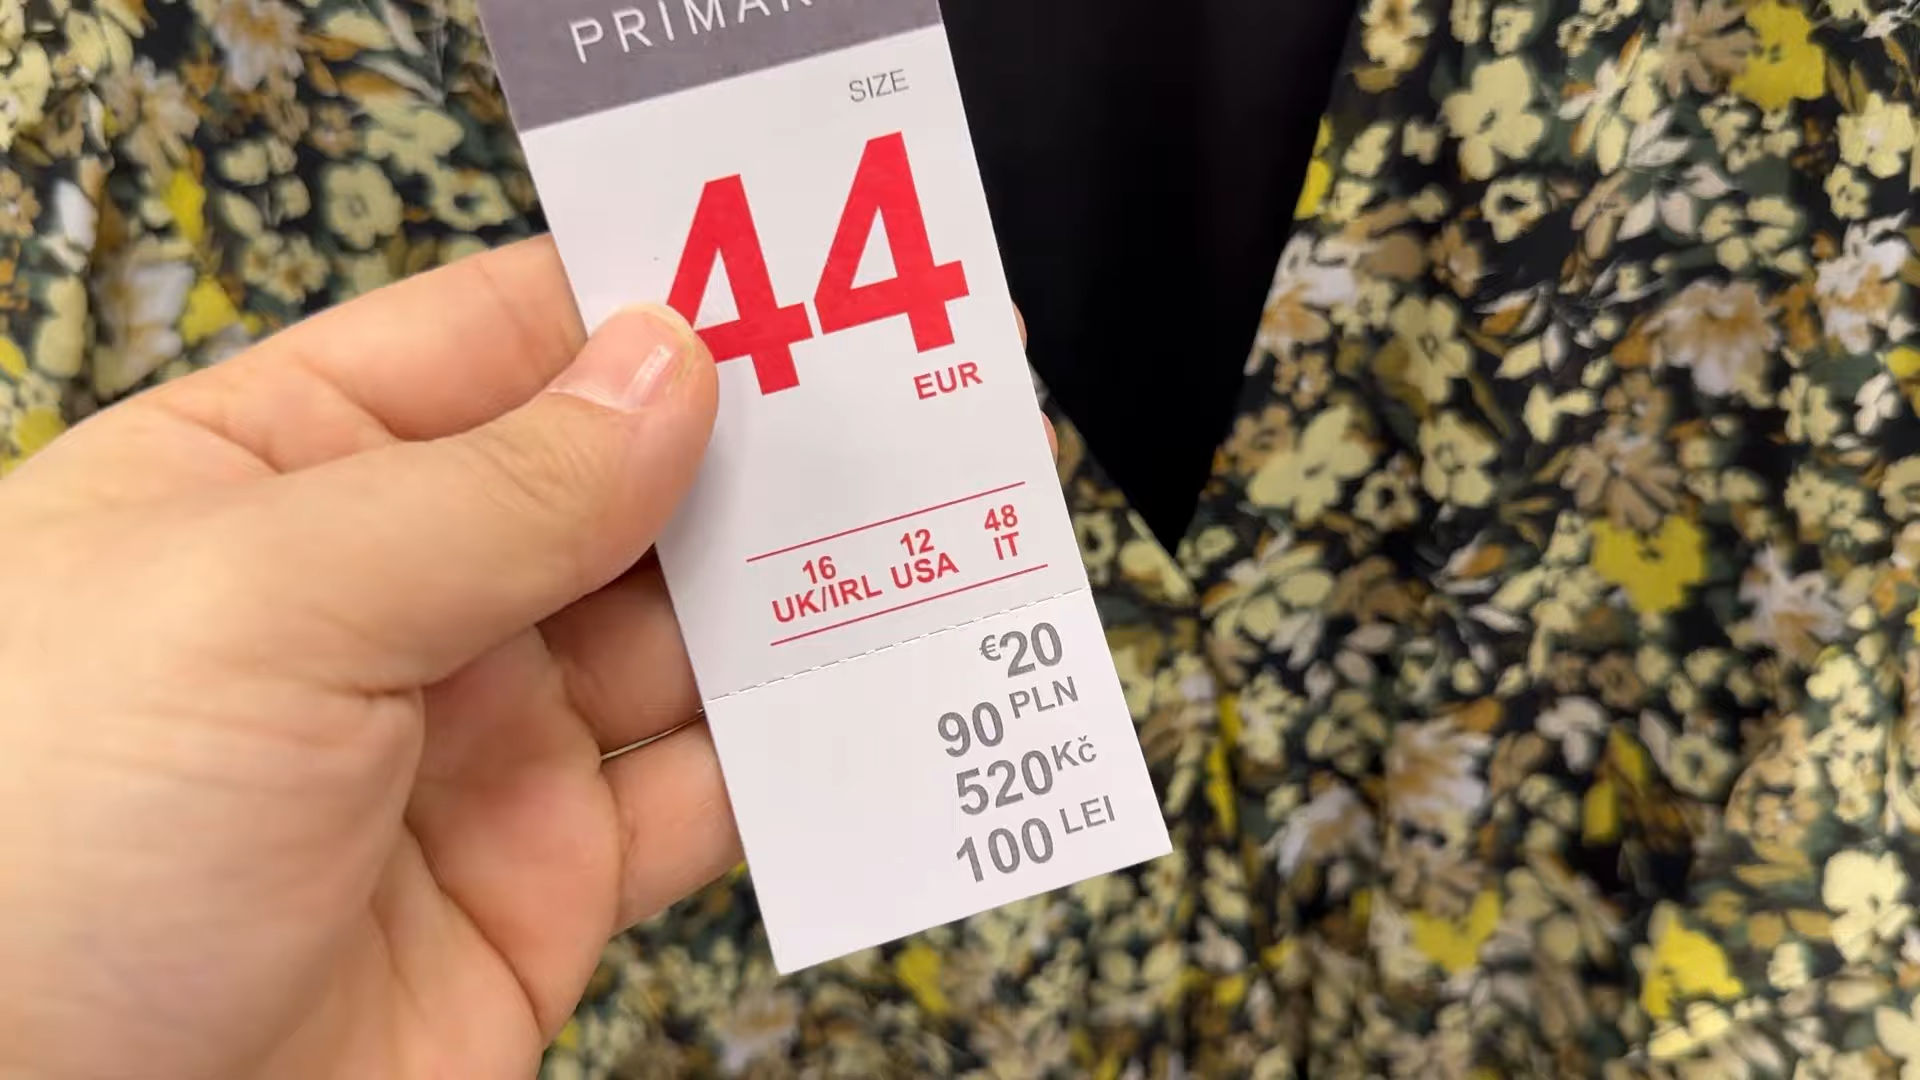 PRIMAR
SIZE
44
EUR
16 12 48
UK/IRL USA IT
€20
90 PLN
520 Kč
100 LEI